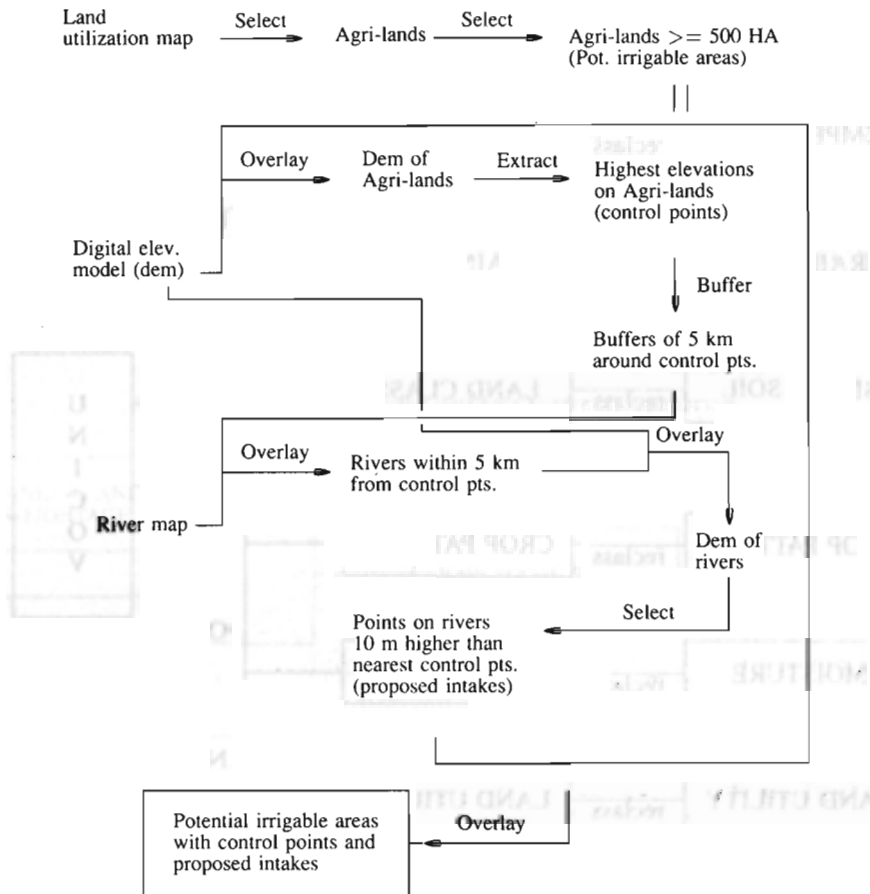 Land
utilization map
Select
Agri-lands
Select
Agri-lands >= 500 HA
(Pot. irrigable areas)
Overlay
Dem of
Agri-lands
Extract
Highest elevations
on Agri-lands
(control points)
Digital elev.
model (dem)
Buffer
Buffers of 5 km
around control pts.
Overlay
Rivers within 5 km
from control pts.
Overlay
River map
Dem of
rivers
Select
Points on rivers
10 m higher than
nearest control pts.
(proposed intakes)
Overlay
Potential irrigable areas
with control points and
proposed intakes